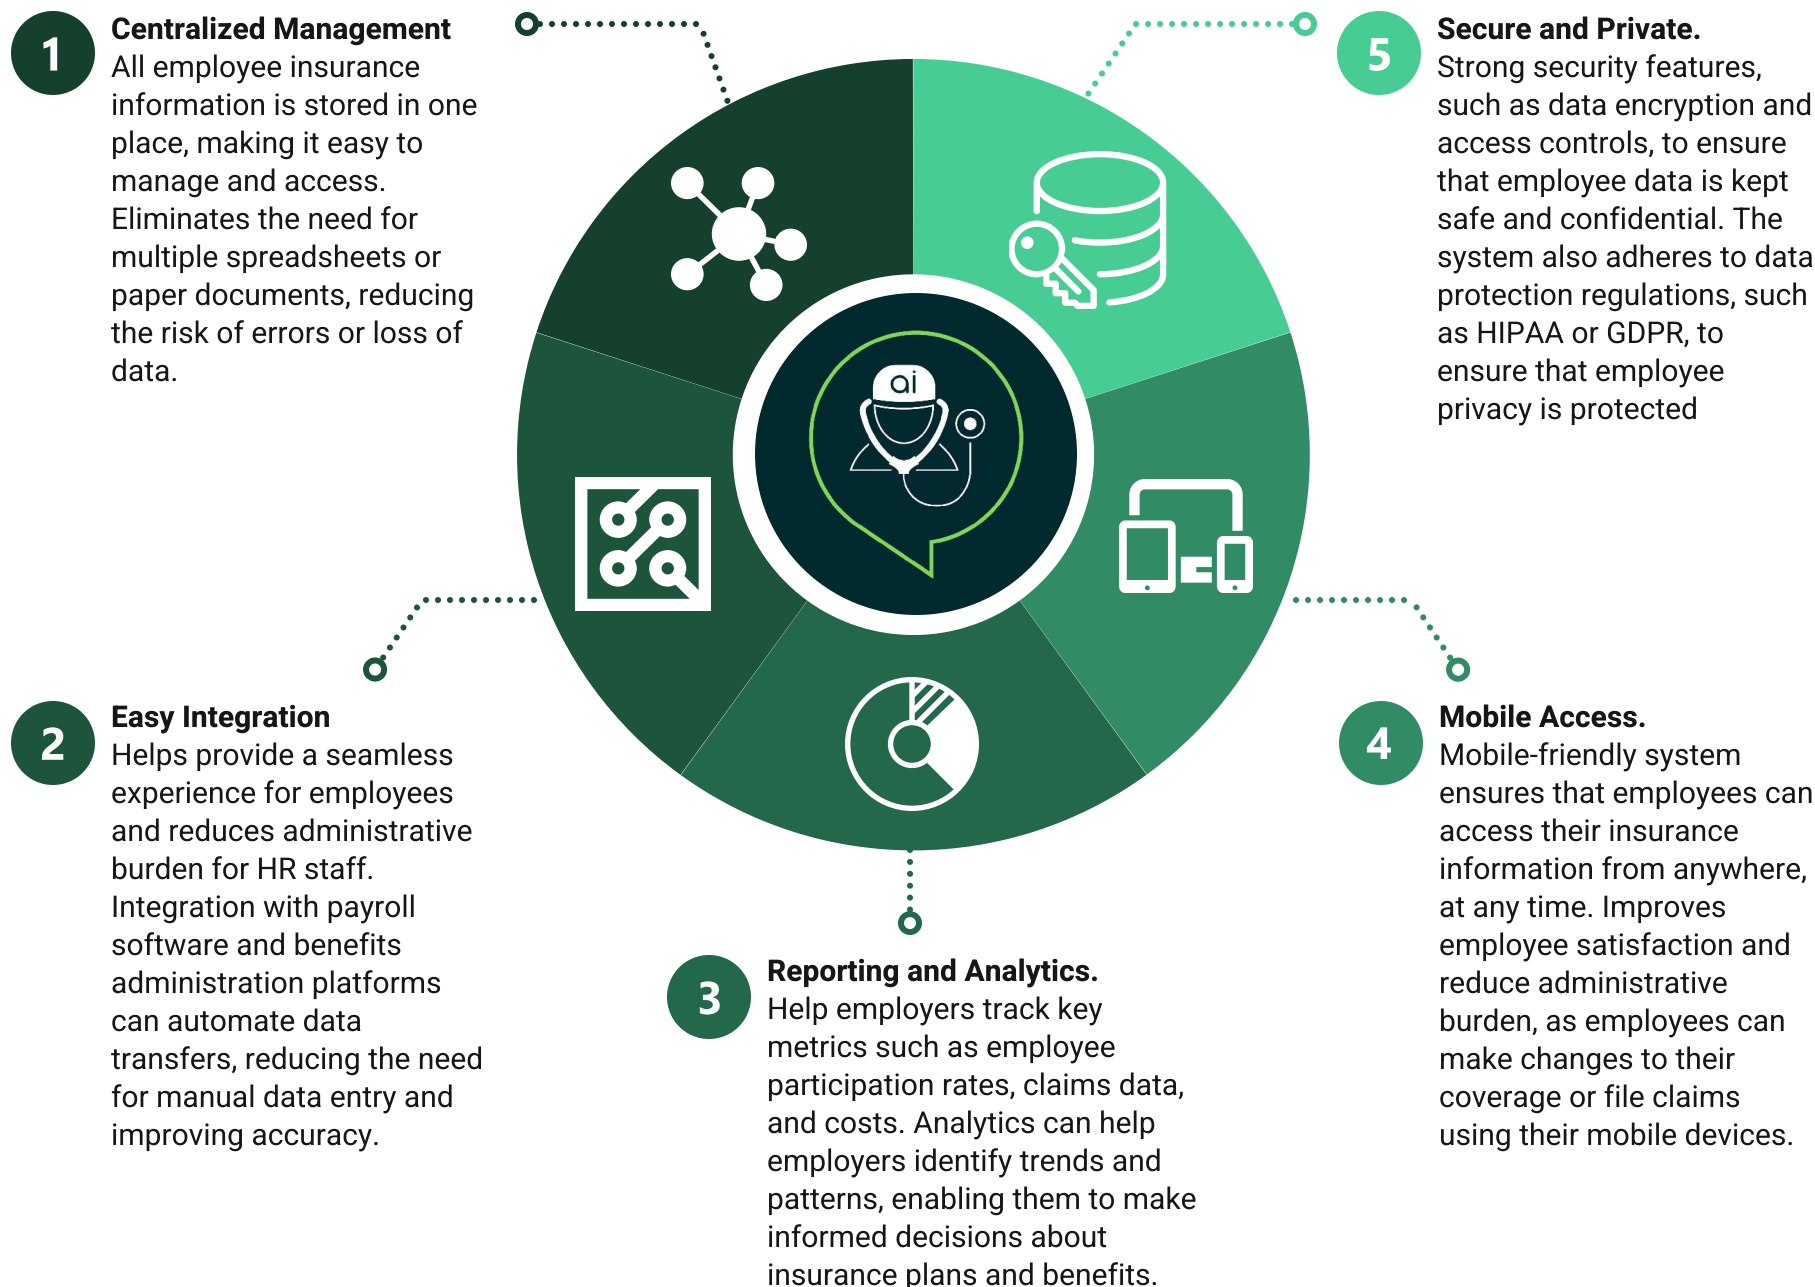 1
Centralized Management
All employee insurance
information is stored in one
place, making it easy to
manage and access.
Eliminates the need for
multiple spreadsheets or
paper documents, reducing
the risk of errors or loss of
data.
2
Easy Integration
Helps provide a seamless
experience for employees
and reduces administrative
burden for HR staff.
Integration with payroll
software and benefits
administration platforms
can automate data
transfers, reducing the need
for manual data entry and
improving accuracy.
3
Reporting and Analytics.
Help employers track key
metrics such as employee
participation rates, claims data,
and costs. Analytics can help
employers identify trends and
patterns, enabling them to make
informed decisions about
insurance plans and benefits.
4
Mobile Access.
Mobile-friendly system
ensures that employees can
access their insurance
information from anywhere,
at any time. Improves
employee satisfaction and
reduce administrative
burden, as employees can
make changes to their
coverage or file claims
using their mobile devices.
5
Secure and Private.
Strong security features,
such as data encryption and
access controls, to ensure
that employee data is kept
safe and confidential. The
system also adheres to data
protection regulations, such
as HIPAA or GDPR, to
ensure that employee
privacy is protected
ai